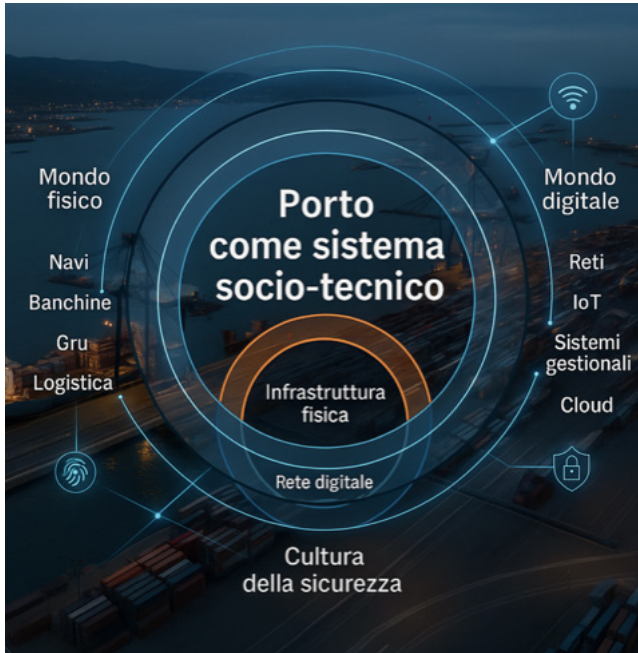 Porto
come sistema
socio-tecnico
Mondo
fisico
Navi
Banchine
Gru
Logistica
Mondo
digitale
Reti
IoT
Sistemi
gestionali
Cloud
Infrastruttura
fisica
Rete digitale
Cultura
della sicurezza